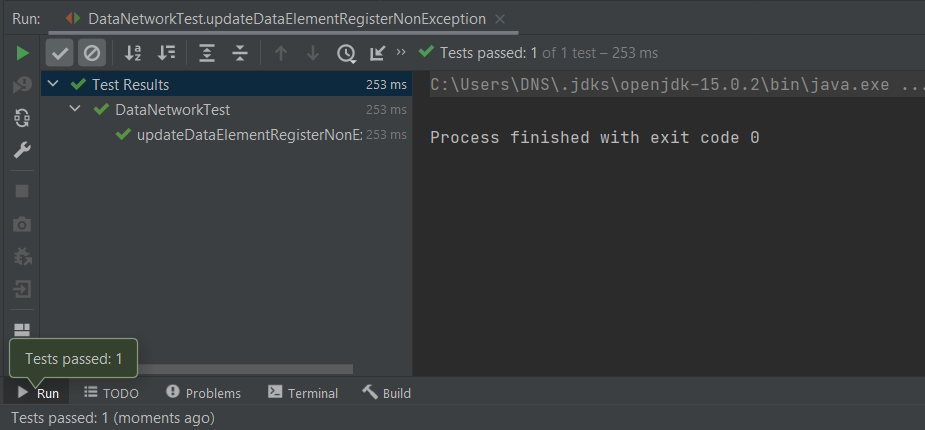 Run: DataNetworkTest.updateDataElementRegisterNonException
Tests passed: 1 of 1 test – 253 ms
Test Results 253 ms
DataNetworkTest 253 ms
updateDataElementRegisterNonEx 253 ms
C:\Users\DNS\.jdks\openjdk-15.0.2\bin\java.exe ...
Process finished with exit code 0
Tests passed: 1
Run TODO Problems Terminal Build
Tests passed: 1 (moments ago)